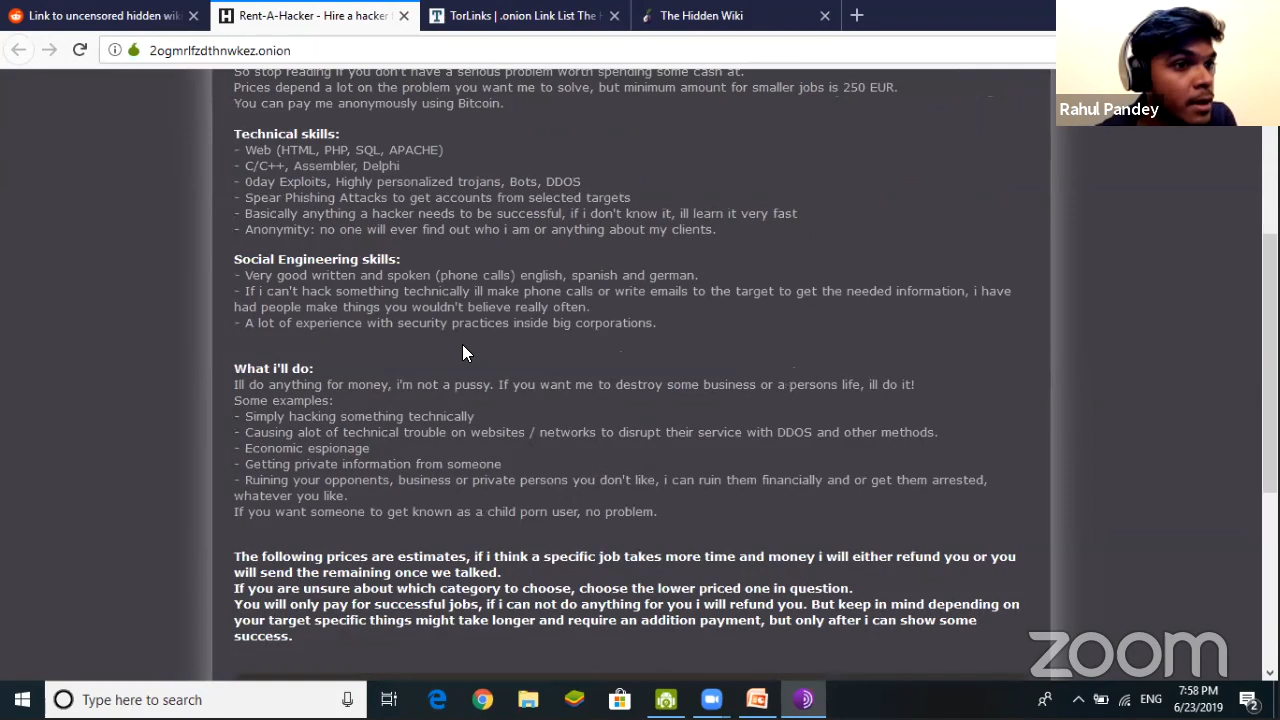 Link to uncensored hidden wiki
Rent-A-Hacker - Hire a hacker
TorLinks | .onion Link List The
The Hidden Wiki
2ogmrlfzdthnwkez.onion
So stop reading if you don't have a serious problem worth spending some cash at.
Prices depend a lot on the problem you want me to solve, but minimum amount for smaller jobs is 250 EUR.
You can pay me anonymously using Bitcoin.
Technical skills:
- Web (HTML, PHP, SQL, APACHE)
- C/C++, Assembler, Delphi
- 0day Exploits, Highly personalized trojans, Bots, DDOS
- Spear Phishing Attacks to get accounts from selected targets
- Basically anything a hacker needs to be successful, if i don't know it, ill learn it very fast
- Anonymity: no one will ever find out who i am or anything about my clients.
Social Engineering skills:
- Very good written and spoken (phone calls) english, spanish and german.
- If i can't hack something technically ill make phone calls or write emails to the target to get the needed information, i have
had people make things you wouldn't believe really often.
- A lot of experience with security practices inside big corporations.
What i'll do:
Ill do anything for money, i'm not a pussy. If you want me to destroy some business or a persons life, ill do it!
Some examples:
- Simply hacking something technically
- Causing alot of technical trouble on websites / networks to disrupt their service with DDOS and other methods.
- Economic espionage
- Getting private information from someone
- Ruining your opponents, business or private persons you don't like, i can ruin them financially and or get them arrested,
whatever you like.
If you want someone to get known as a child porn user, no problem.
The following prices are estimates, if i think a specific job takes more time and money i will either refund you or you
will send the remaining once we talked.
If you are unsure about which category to choose, choose the lower priced one in question.
You will only pay for successful jobs, if i can not do anything for you i will refund you. But keep in mind depending on
your target specific things might take longer and require an addition payment, but only after i can show some
success.
Rahul Pandey
zoom
Type here to search
ENG
7:58 PM
6/23/2019
2